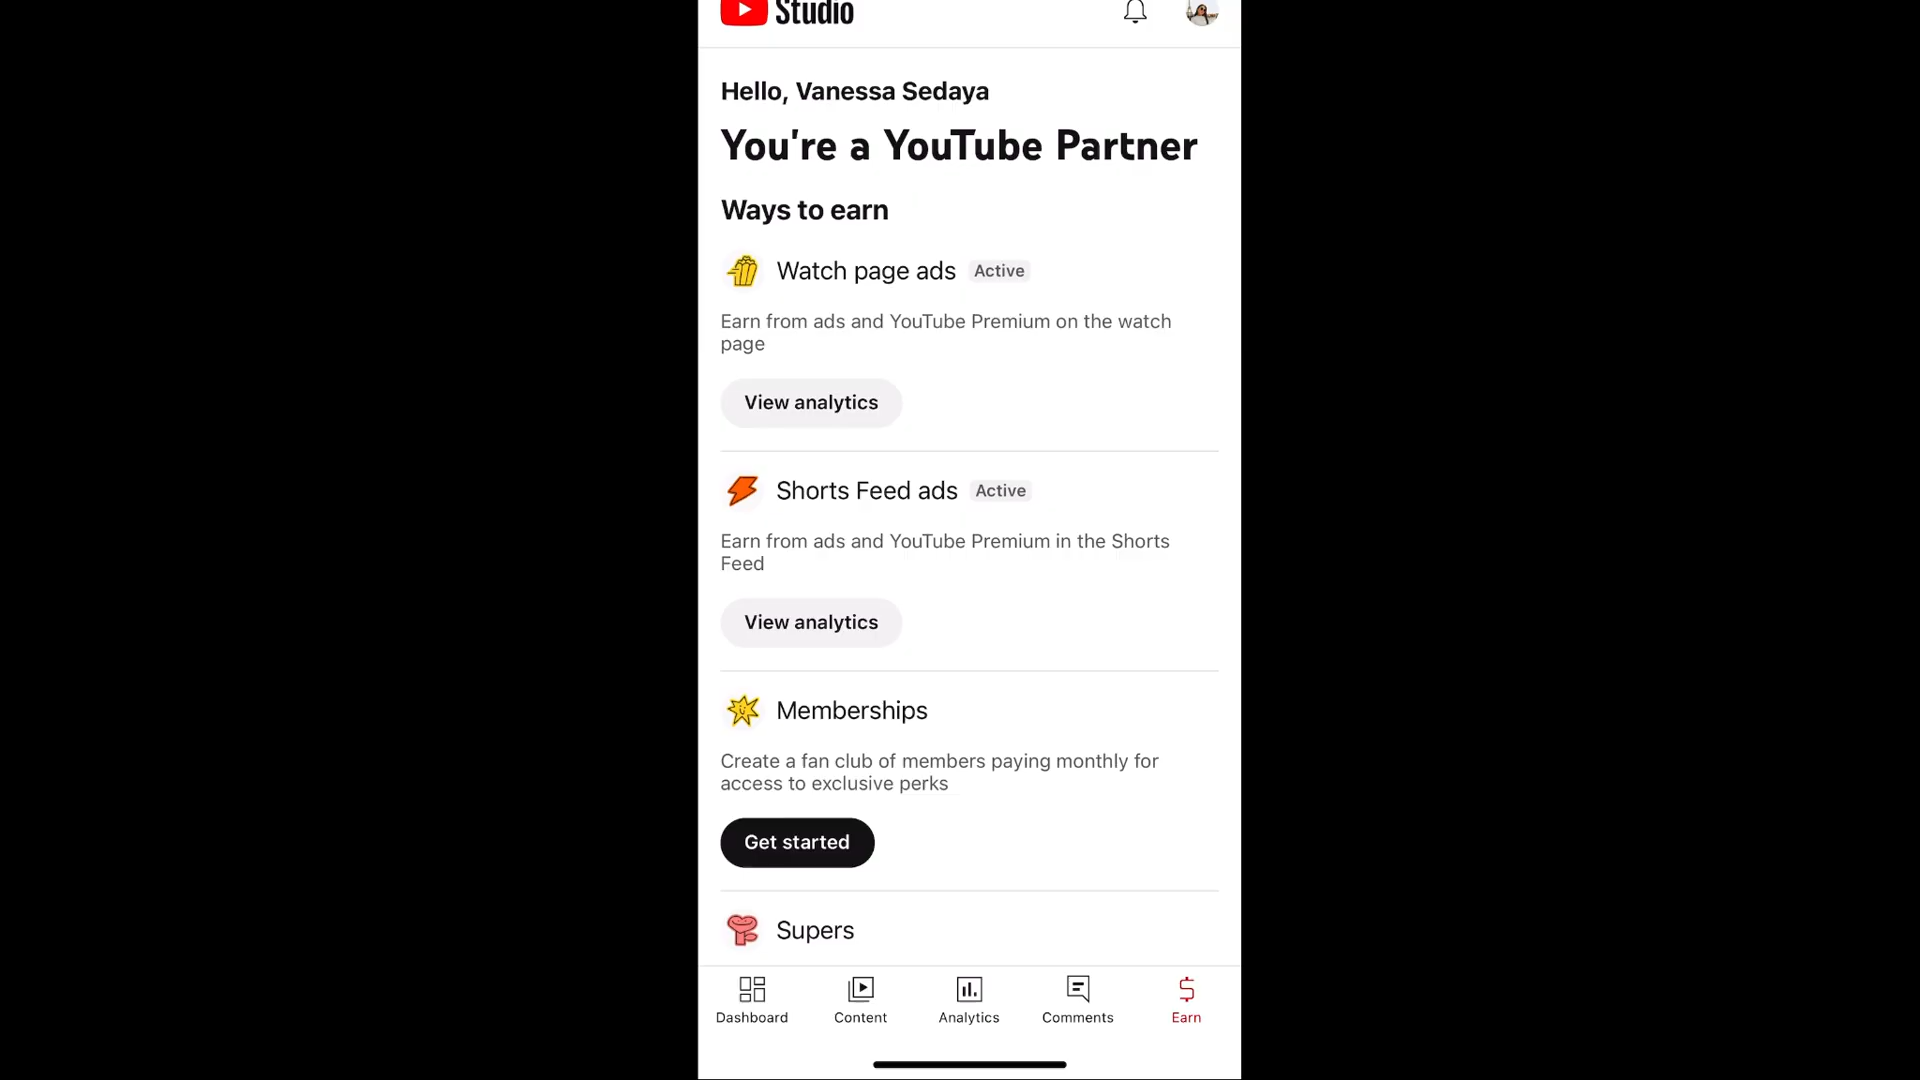 Studio
Hello, Vanessa Sedaya
You're a YouTube Partner
Ways to earn
Watch page ads Active
Earn from ads and YouTube Premium on the watch
page
View analytics
Shorts Feed ads Active
Earn from ads and YouTube Premium in the Shorts
Feed
View analytics
Memberships
Create a fan club of members paying monthly for
access to exclusive perks
Get started
Supers
Dashboard Content Analytics Comments Earn